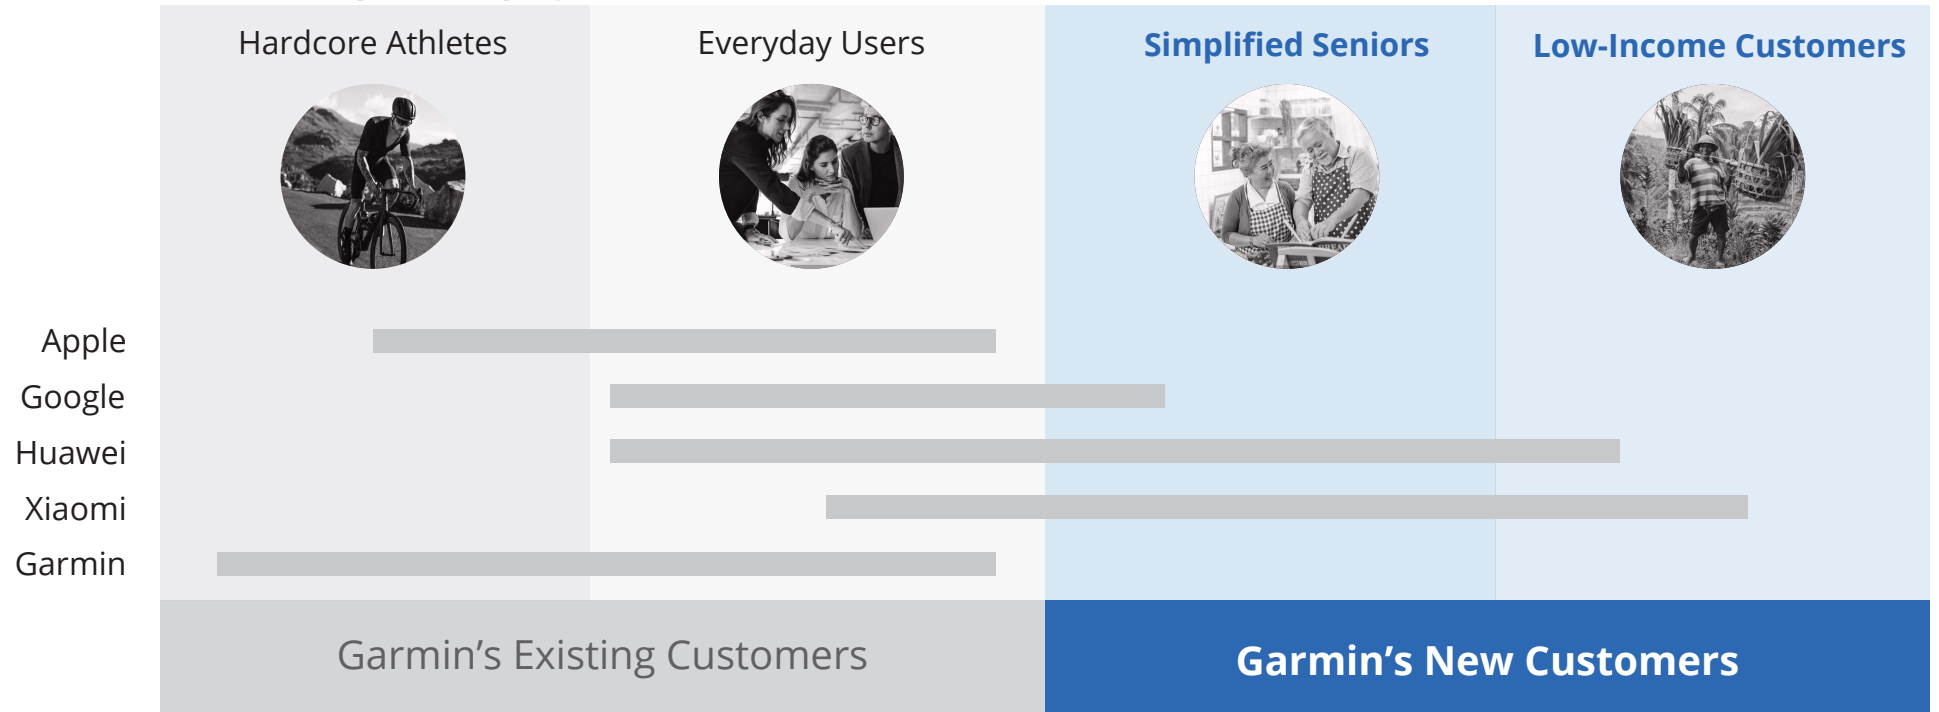 Hardcore Athletes
Everyday Users
Simplified Seniors
Low-Income Customers
Apple
Google
Huawei
Xiaomi
Garmin
Garmin’s Existing Customers
Garmin’s New Customers